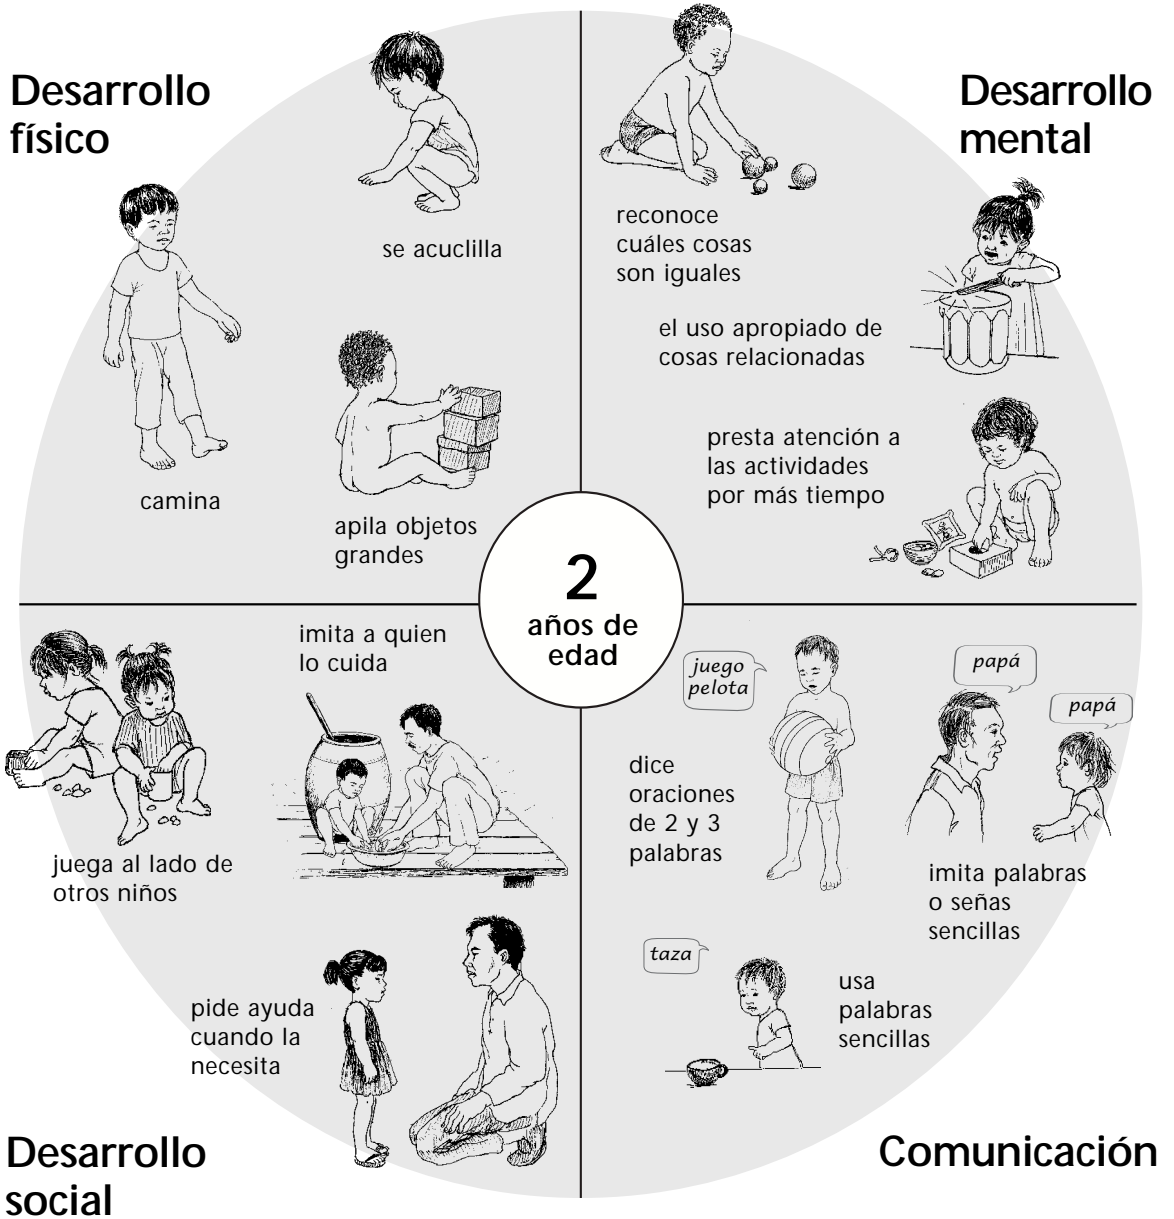 Desarrollo
físico
se acuclilla
camina
apila objetos
grandes
Desarrollo
mental
reconoce
cuáles cosas
son iguales
el uso apropiado de
cosas relacionadas
presta atención a
las actividades
por más tiempo
2
años de
edad
imita a quien
lo cuida
juega al lado de
otros niños
pide ayuda
cuando la
necesita
Desarrollo
social
juego
pelota
papá
papá
dice
oraciones
de 2 y 3
palabras
imita palabras
o señas
sencillas
taza
usa
palabras
sencillas
Comunicación